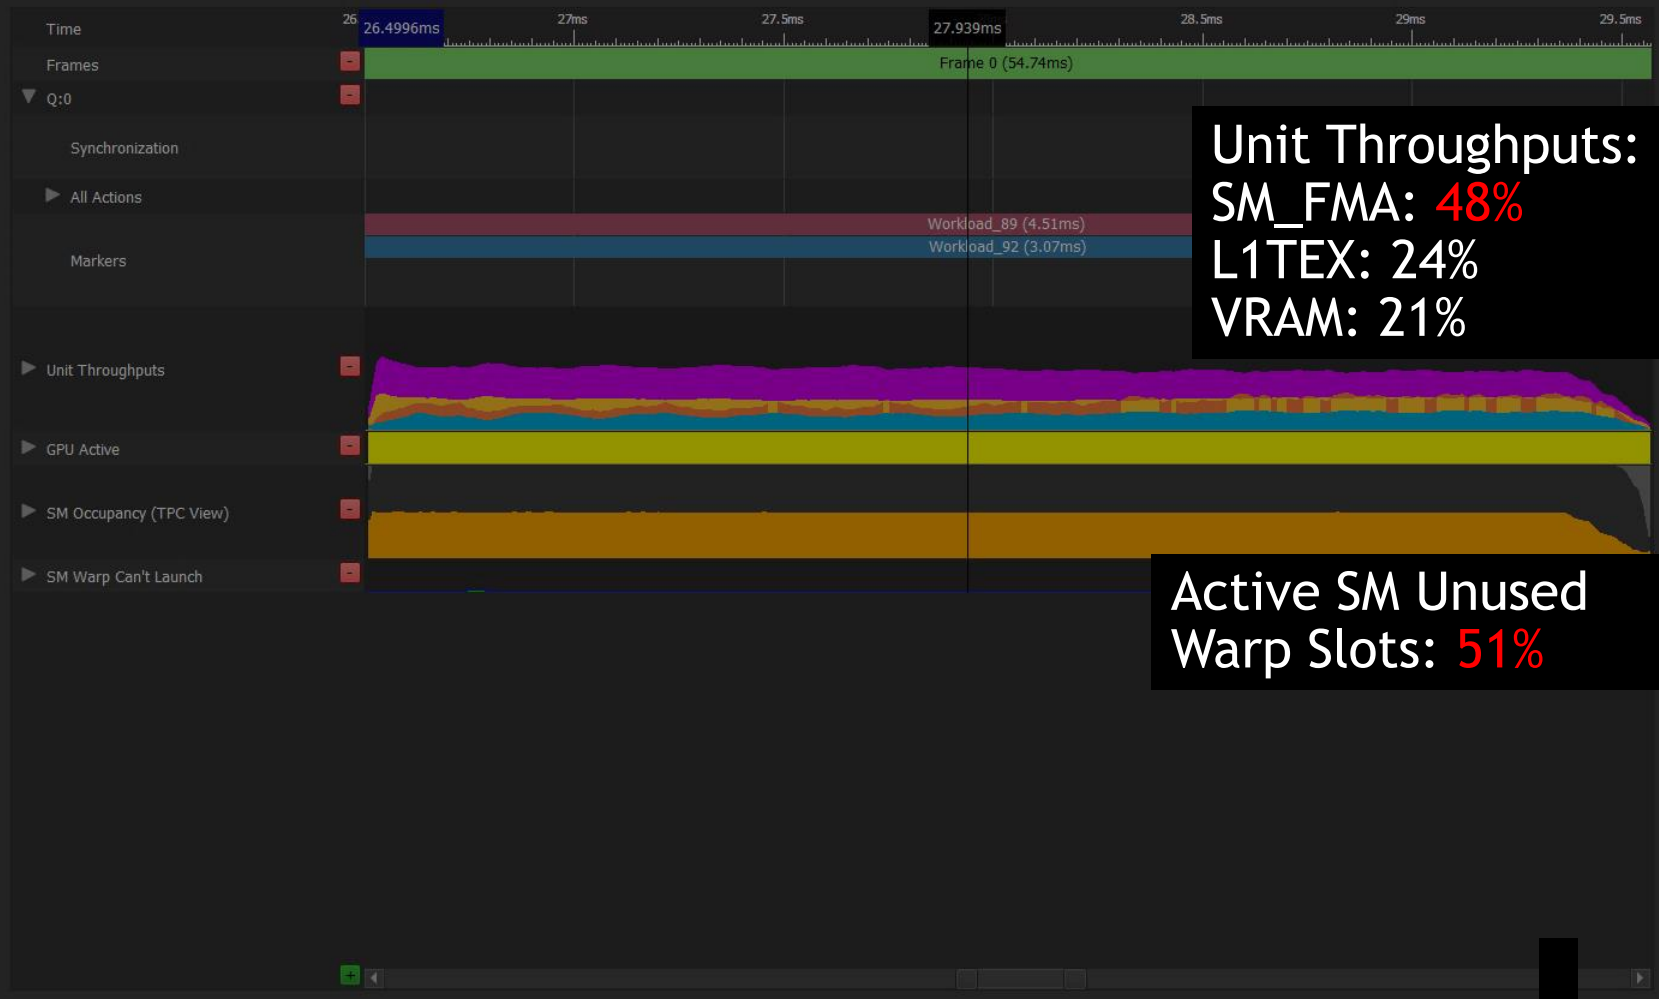 Time
26
26.4996ms
27ms
27.5ms
27.939ms
28.5ms
29ms
29.5ms
Frames
-
Frame 0 (54.74ms)
Q:0
-
Synchronization
All Actions
Markers
Workload_89 (4.51ms)
Workload_92 (3.07ms)
Unit Throughputs:
SM_FMA: 48%
L1TEX: 24%
VRAM: 21%
Unit Throughputs
-
GPU Active
-
SM Occupancy (TPC View)
-
SM Warp Can't Launch
-
Active SM Unused
Warp Slots: 51%
+